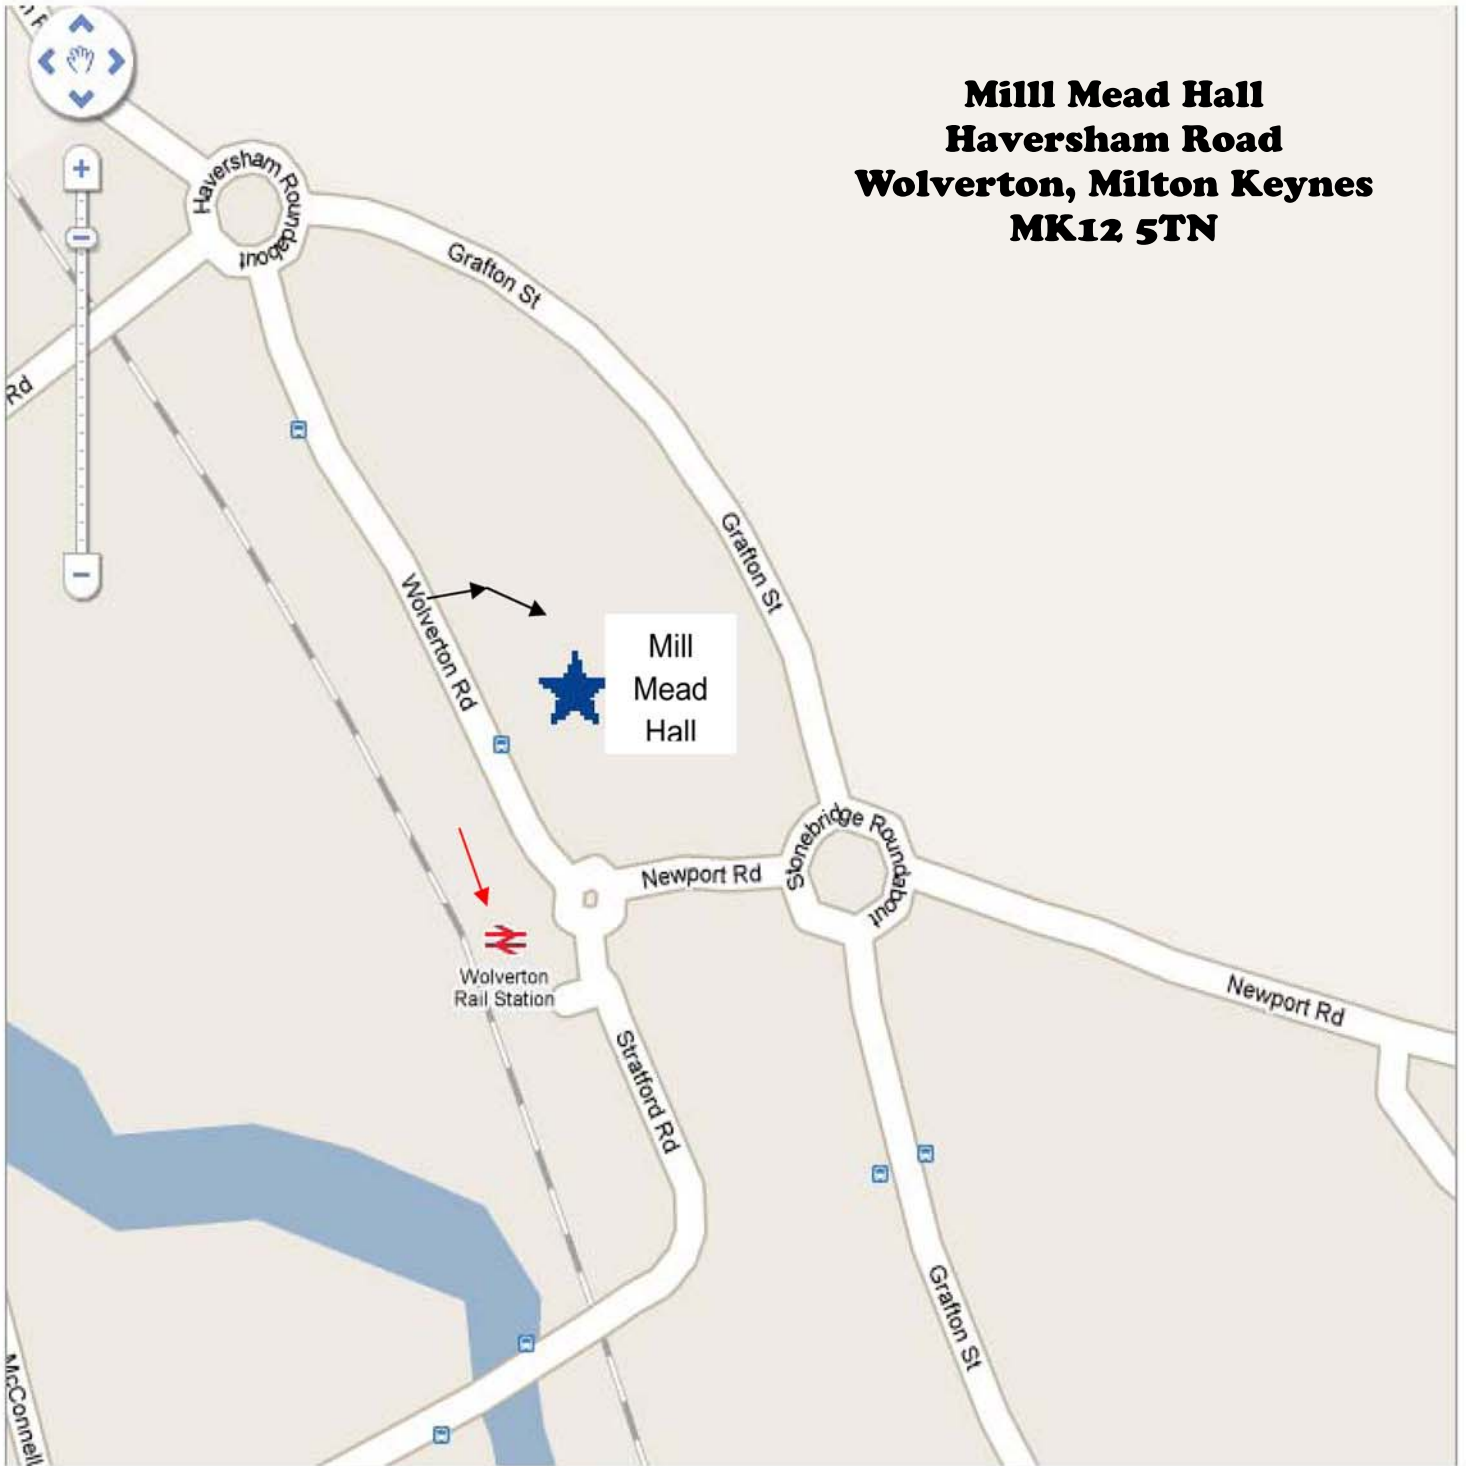 Milll Mead Hall
Haversham Road
Wolverton, Milton Keynes
MK12 5TN
Haversham Roundabout
Grafton St
Rd
Grafton St
Wolverton Rd
Mill
Mead
Hall
Stonebridge Roundabout
Newport Rd
Newport Rd
Wolverton
Rail Station
Stratford Rd
Grafton St
McConnell